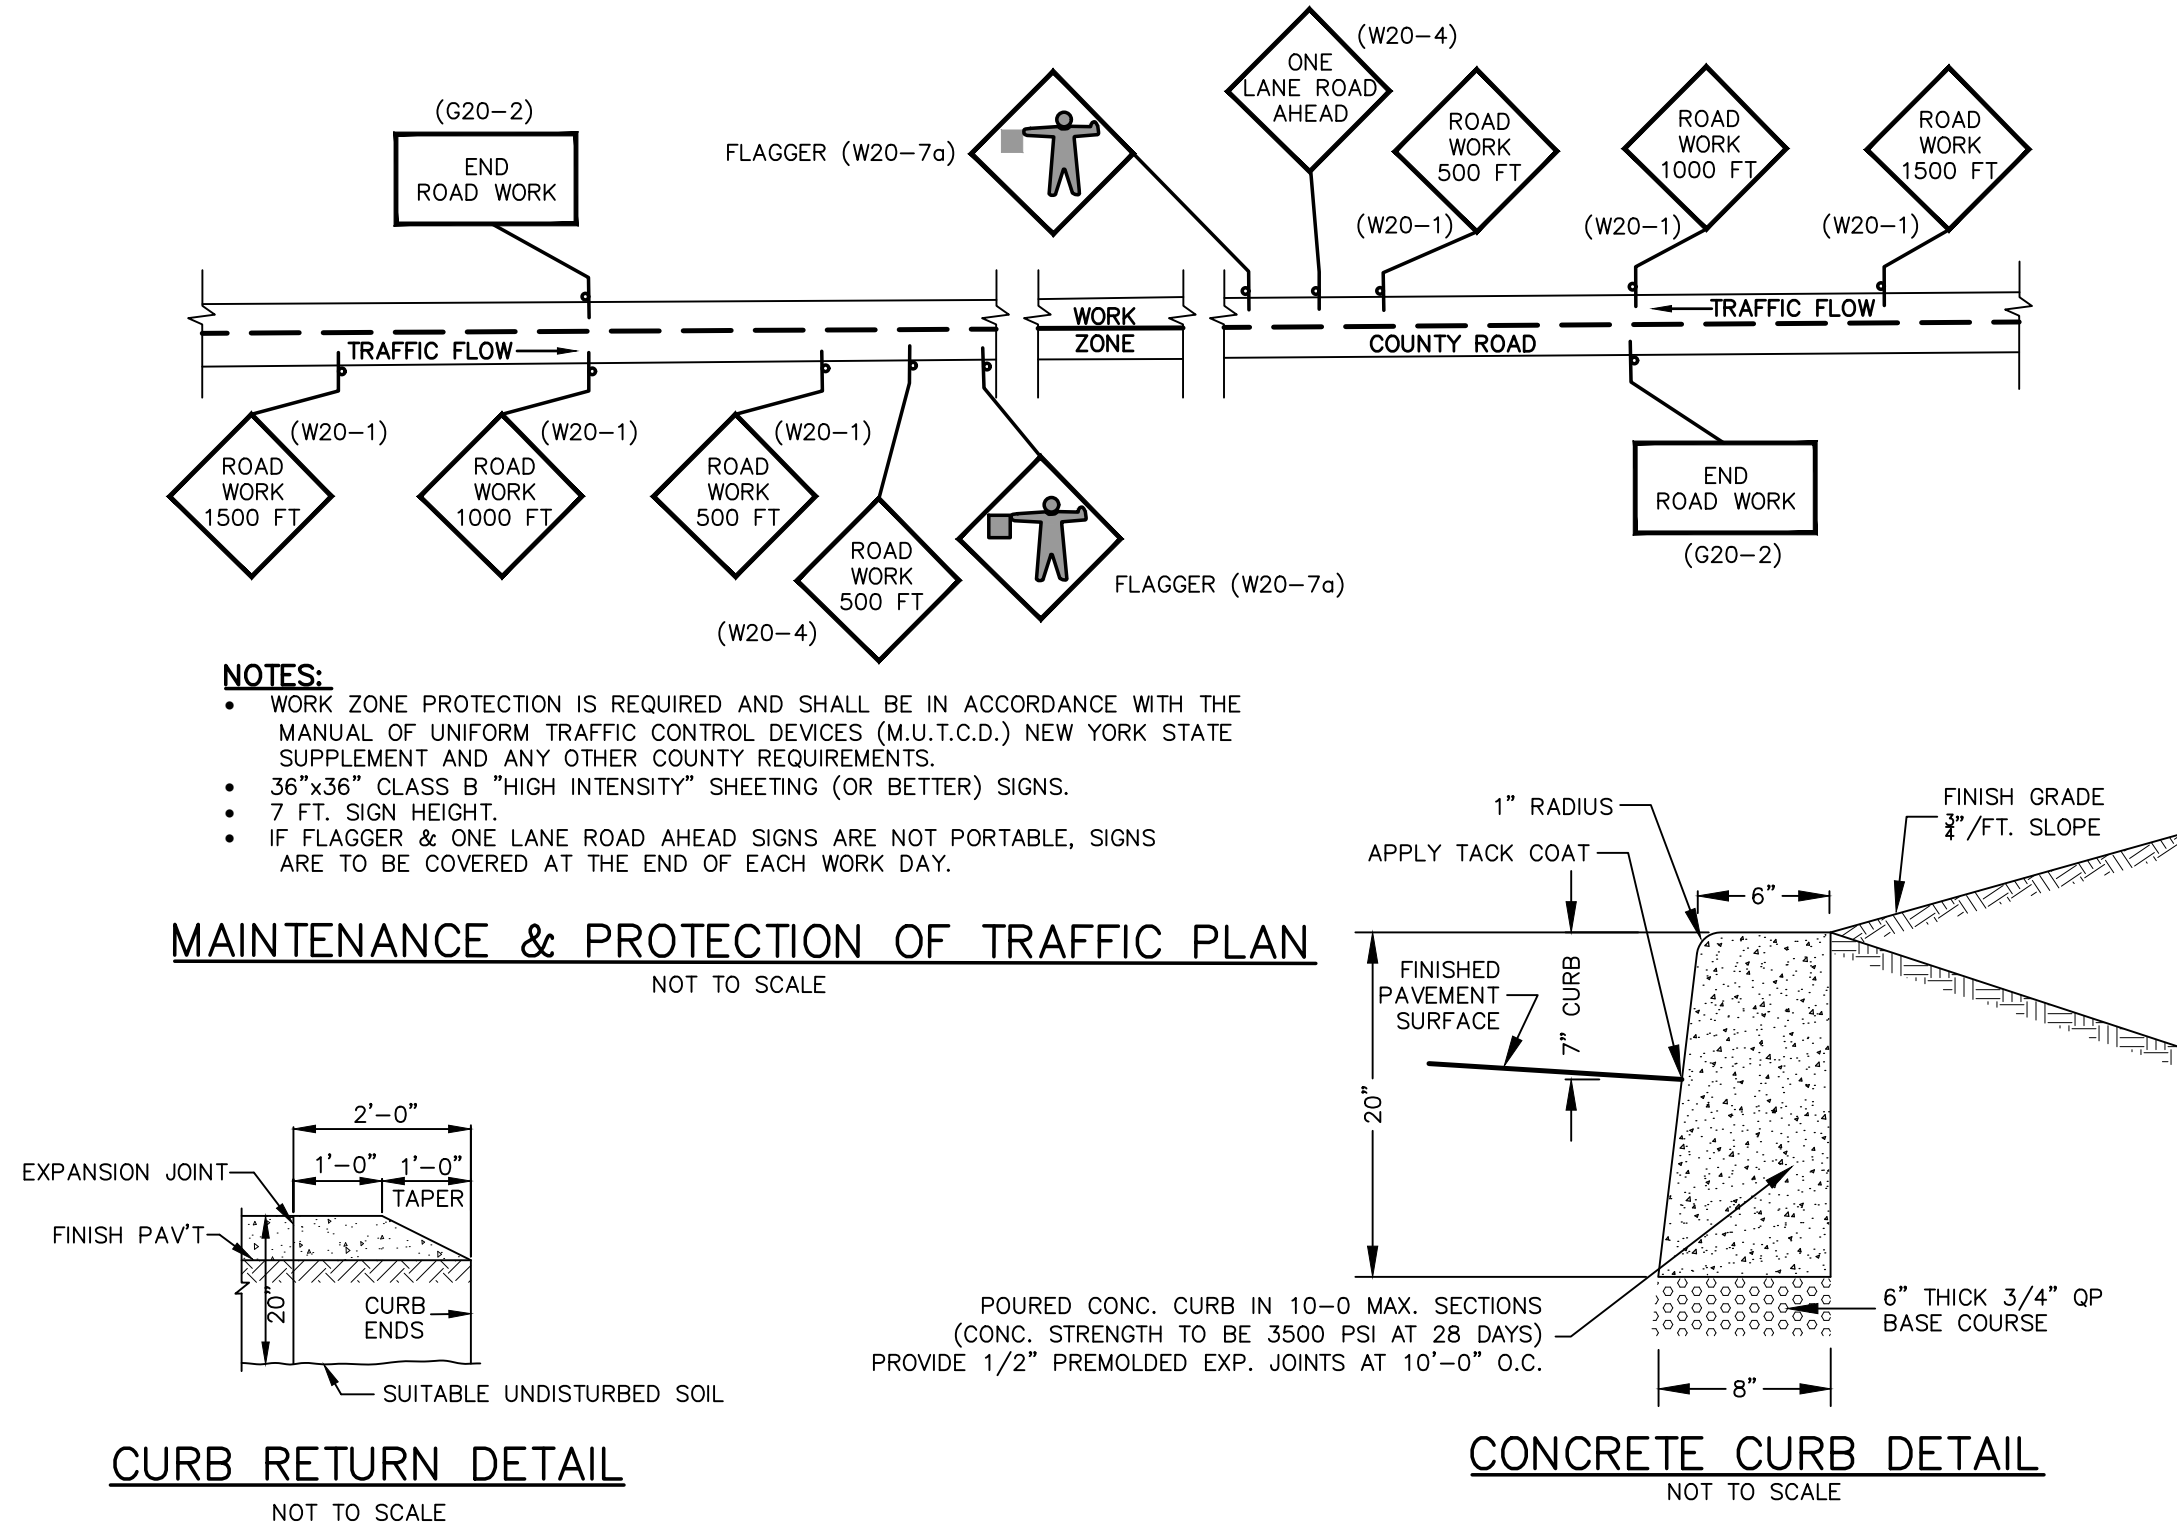 (W20-4)
ONE
LANE ROAD
AHEAD
(G20-2)
END
ROAD WORK
FLAGGER (W20-7a)
ROAD
WORK
500 FT
(W20-1)
ROAD
WORK
1000 FT
(W20-1)
ROAD
WORK
1500 FT
(W20-1)
TRAFFIC FLOW
WORK
ZONE
TRAFFIC FLOW
COUNTY ROAD
(W20-1)
ROAD
WORK
1500 FT
(W20-1)
ROAD
WORK
1000 FT
(W20-1)
ROAD
WORK
500 FT
ROAD
WORK
500 FT
(W20-4)
FLAGGER (W20-7a)
END
ROAD WORK
(G20-2)
NOTES:
• WORK ZONE PROTECTION IS REQUIRED AND SHALL BE IN ACCORDANCE WITH THE
MANUAL OF UNIFORM TRAFFIC CONTROL DEVICES (M.U.T.C.D.) NEW YORK STATE
SUPPLEMENT AND ANY OTHER COUNTY REQUIREMENTS.
• 36"x36" CLASS B "HIGH INTENSITY" SHEETING (OR BETTER) SIGNS.
• 7 FT. SIGN HEIGHT.
• IF FLAGGER & ONE LANE ROAD AHEAD SIGNS ARE NOT PORTABLE, SIGNS
ARE TO BE COVERED AT THE END OF EACH WORK DAY.
MAINTENANCE & PROTECTION OF TRAFFIC PLAN
NOT TO SCALE
2'-0"
1'-0"
1'-0"
TAPER
EXPANSION JOINT
FINISH PAV'T
20"
CURB
ENDS
SUITABLE UNDISTURBED SOIL
CURB RETURN DETAIL
NOT TO SCALE
1" RADIUS
APPLY TACK COAT
FINISH GRADE
3/4"/FT. SLOPE
6"
FINISHED
PAVEMENT
SURFACE
7" CURB
20"
POURED CONC. CURB IN 10-0 MAX. SECTIONS
(CONC. STRENGTH TO BE 3500 PSI AT 28 DAYS)
PROVIDE 1/2" PREMOLDED EXP. JOINTS AT 10'-0" O.C.
6" THICK 3/4" QP
BASE COURSE
8"
CONCRETE CURB DETAIL
NOT TO SCALE